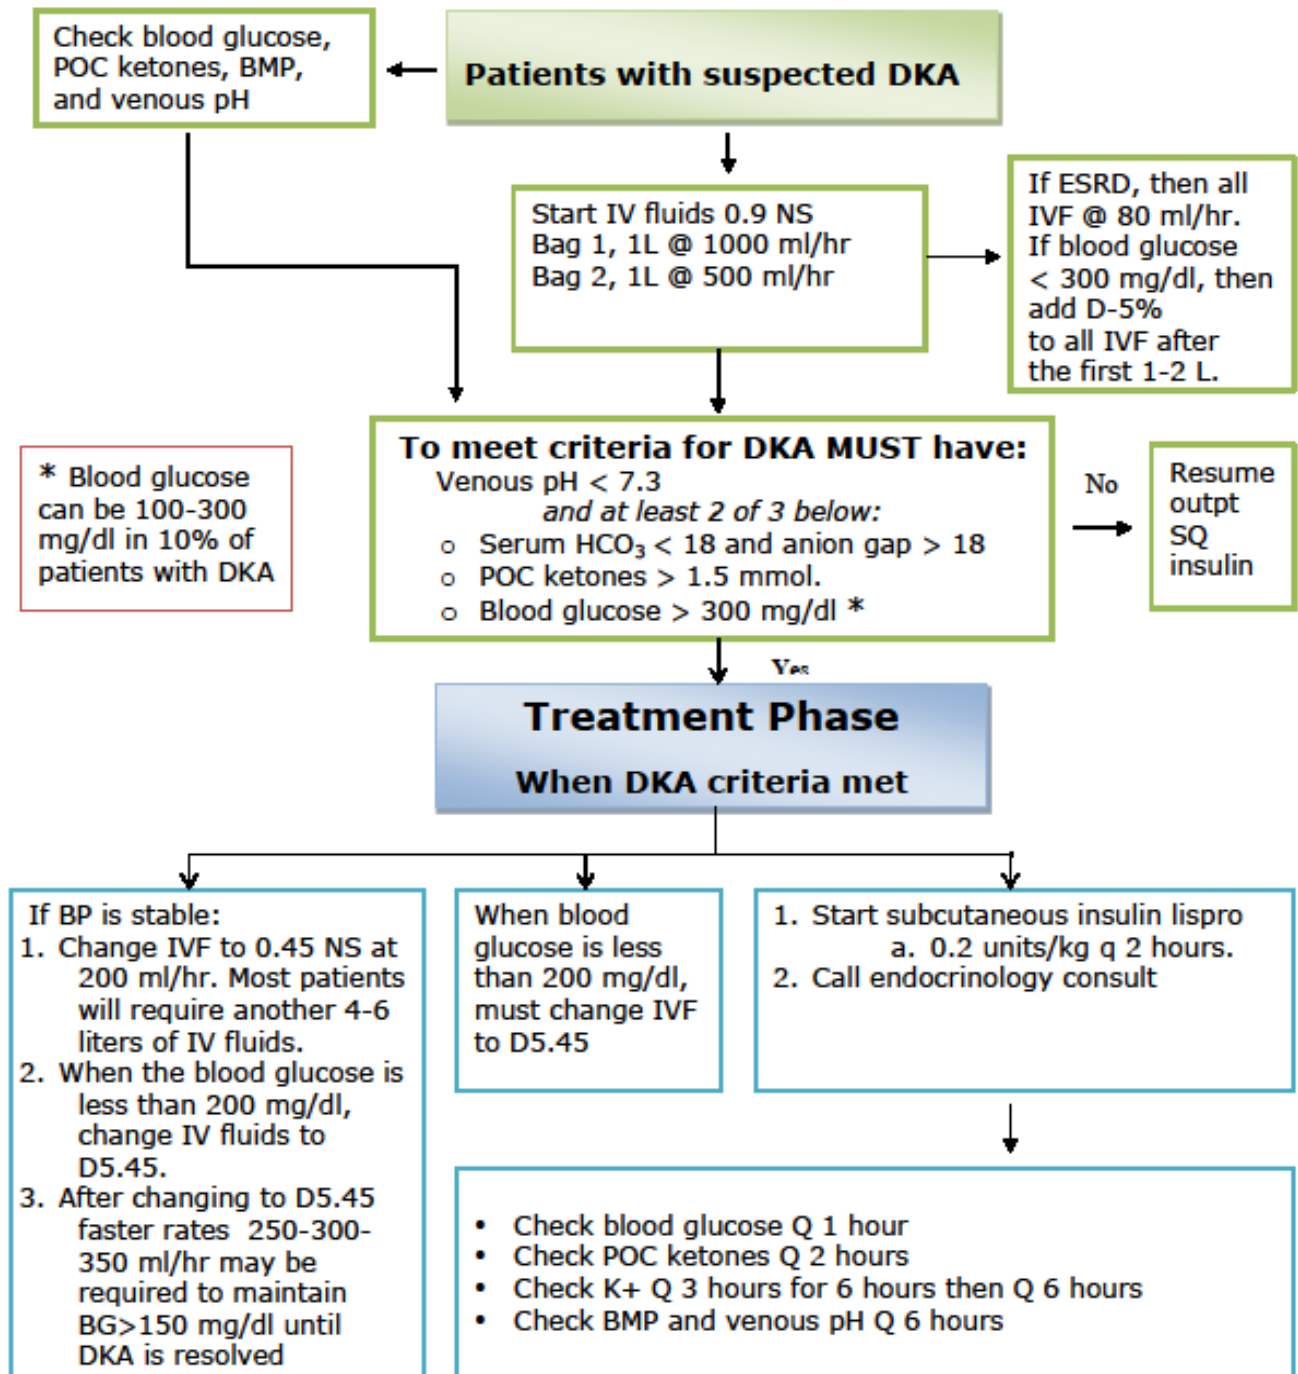 Check blood glucose,
POC ketones, BMP,
and venous pH
Patients with suspected DKA
Start IV fluids 0.9 NS
Bag 1, 1L @ 1000 ml/hr
Bag 2, 1L @ 500 ml/hr
If ESRD, then all
IVF @ 80 ml/hr.
If blood glucose
< 300 mg/dl, then
add D-5%
to all IVF after
the first 1-2 L.
* Blood glucose
can be 100-300
mg/dl in 10% of
patients with DKA
To meet criteria for DKA MUST have:
Venous pH < 7.3
and at least 2 of 3 below:
o Serum HCO₃ < 18 and anion gap > 18
o POC ketones > 1.5 mmol.
o Blood glucose > 300 mg/dl *
No
Resume
outpt
SQ
insulin
Yes
Treatment Phase
When DKA criteria met
If BP is stable:
1. Change IVF to 0.45 NS at
200 ml/hr. Most patients
will require another 4-6
liters of IV fluids.
2. When the blood glucose is
less than 200 mg/dl,
change IV fluids to
D5.45.
3. After changing to D5.45
faster rates 250-300-
350 ml/hr may be
required to maintain
BG>150 mg/dl until
DKA is resolved
When blood
glucose is less
than 200 mg/dl,
must change IVF
to D5.45
1. Start subcutaneous insulin lispro
a. 0.2 units/kg q 2 hours.
2. Call endocrinology consult
• Check blood glucose Q 1 hour
• Check POC ketones Q 2 hours
• Check K+ Q 3 hours for 6 hours then Q 6 hours
• Check BMP and venous pH Q 6 hours